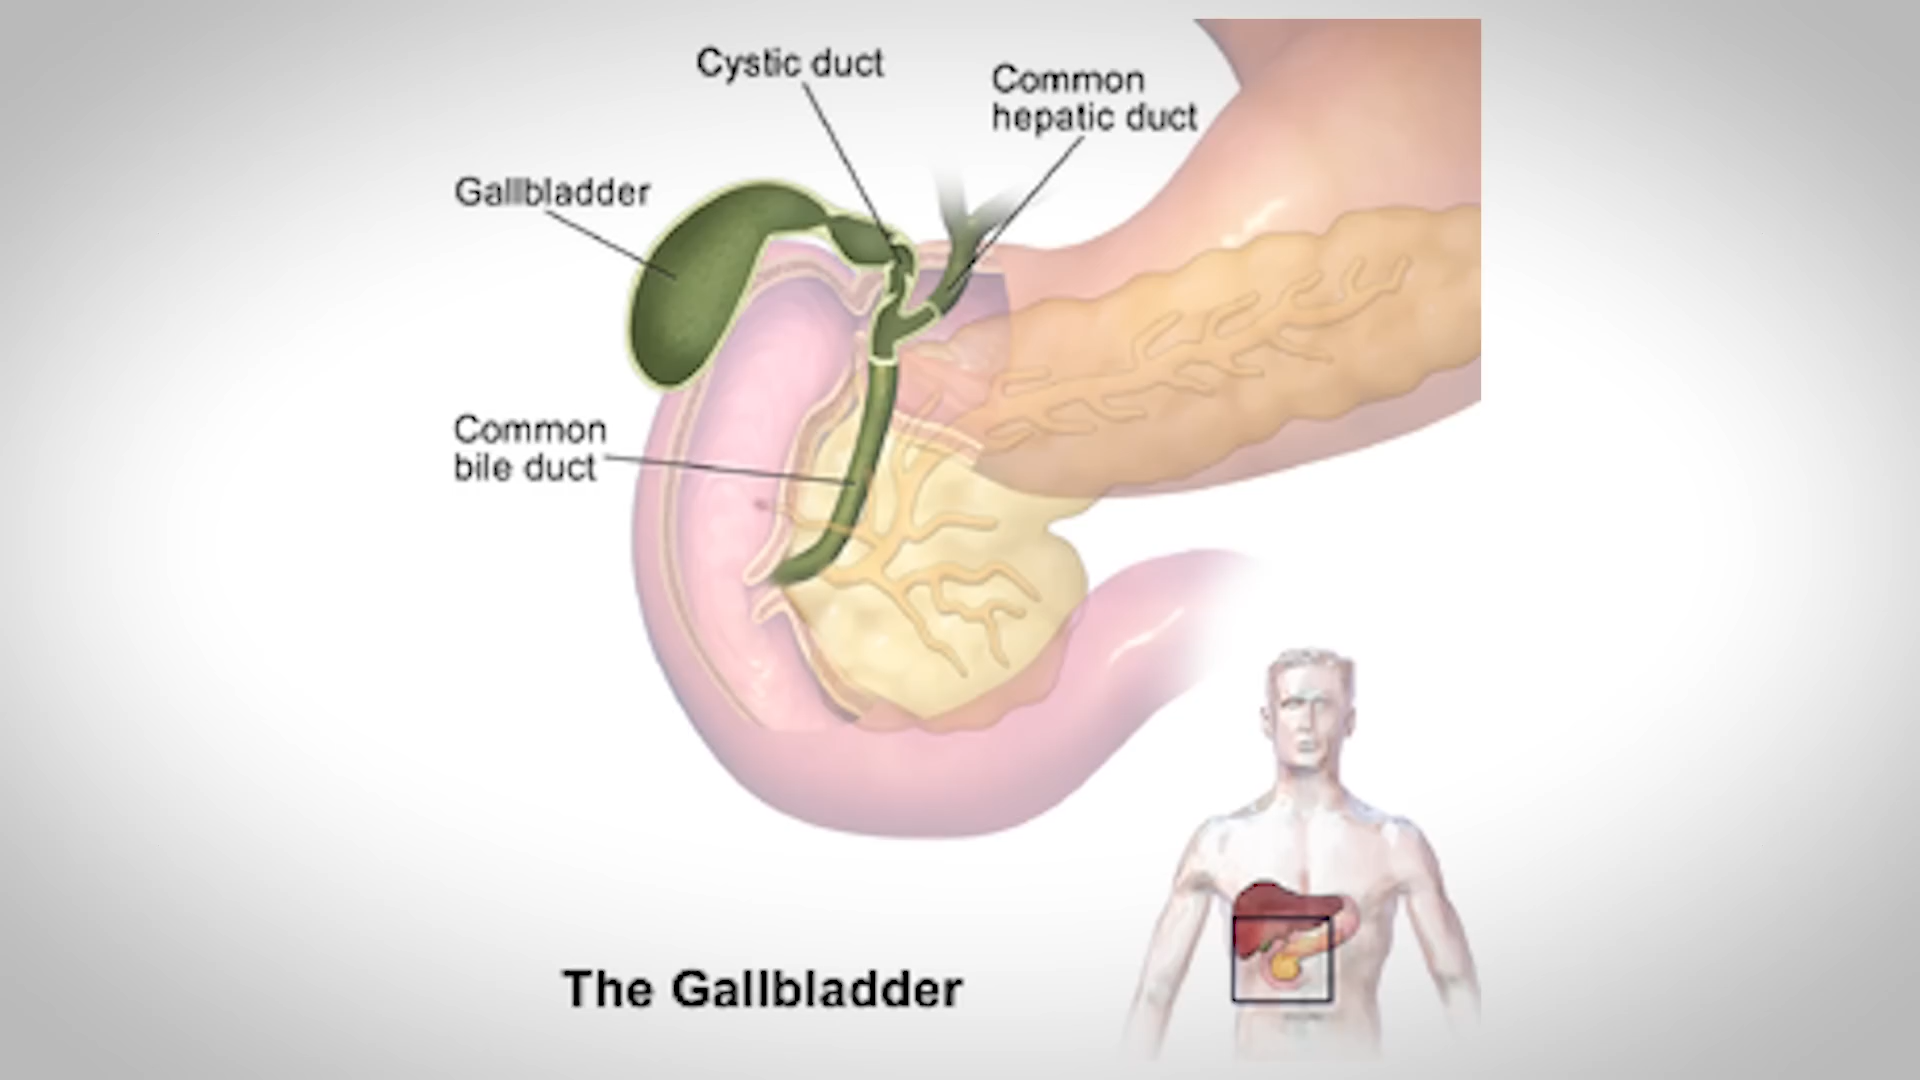 Cystic duct
Common
hepatic duct
Gallbladder
Common
bile duct
The Gallbladder